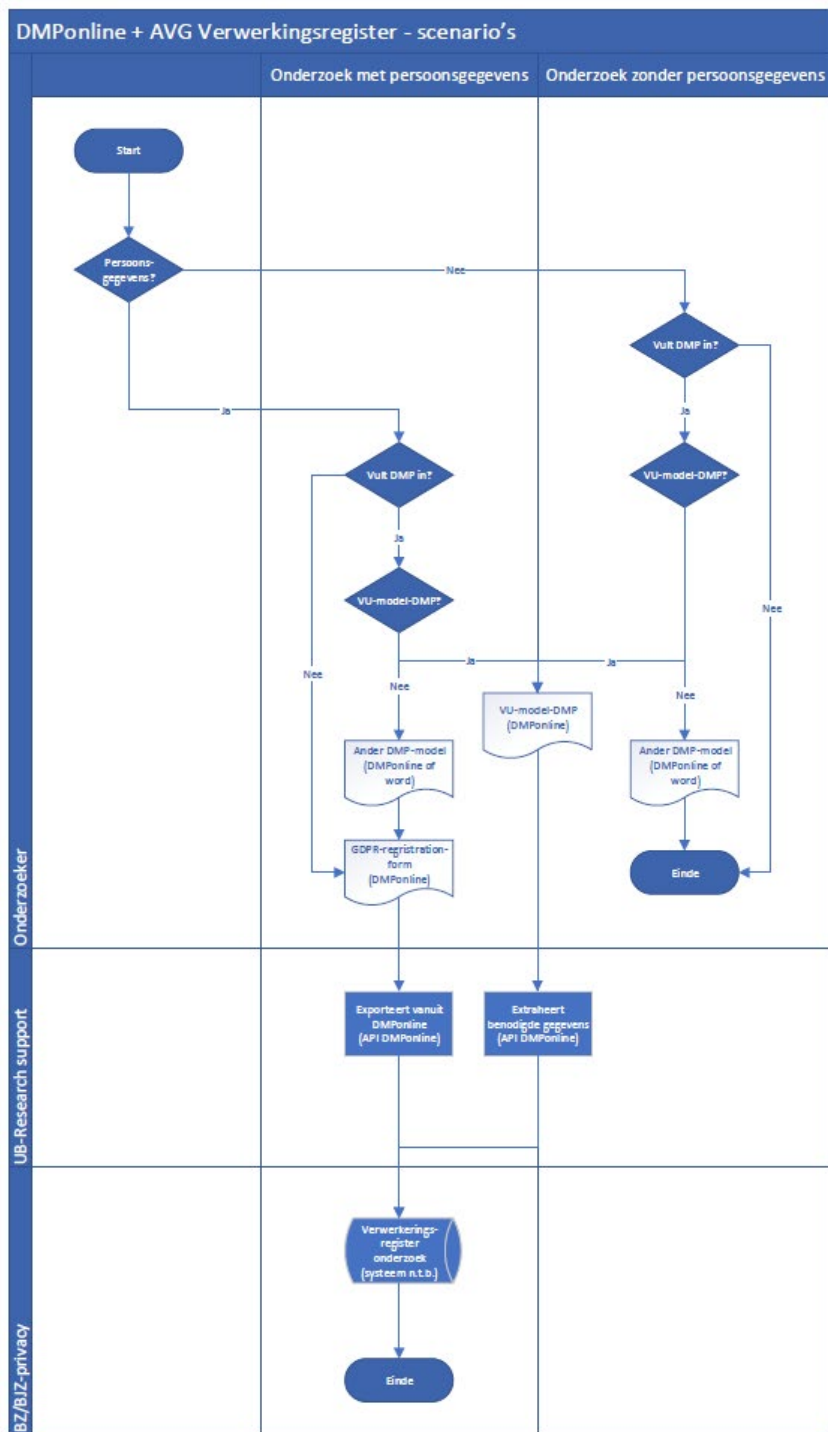 DMPonline + AVG Verwerkingsregister - scenario's
Onderzoek met persoonsgegevens
Onderzoek zonder persoonsgegevens
Onderzoeker
Start
Persoons-
gegevens?
Nee
Vult DMP in?
Ja
Ja
Vult DMP in?
VU-model-DMP?
Ja
VU-model-DMP?
Nee
Ja
Ja
Nee
Nee
Nee
VU-model-DMP
(DMPonline)
Ander DMP-model
(DMPonline of
word)
Ander DMP-model
(DMPonline of
word)
GDPR-regristration-
form
(DMPonline)
Einde
UB-Research support
Exporteert vanuit
DMPonline
(API DMPonline)
Extraheert
benodigde gegevens
(API DMPonline)
BZ/BJZ-privacy
Verwerkerings-
register
onderzoek
(systeem n.t.b.)
Einde